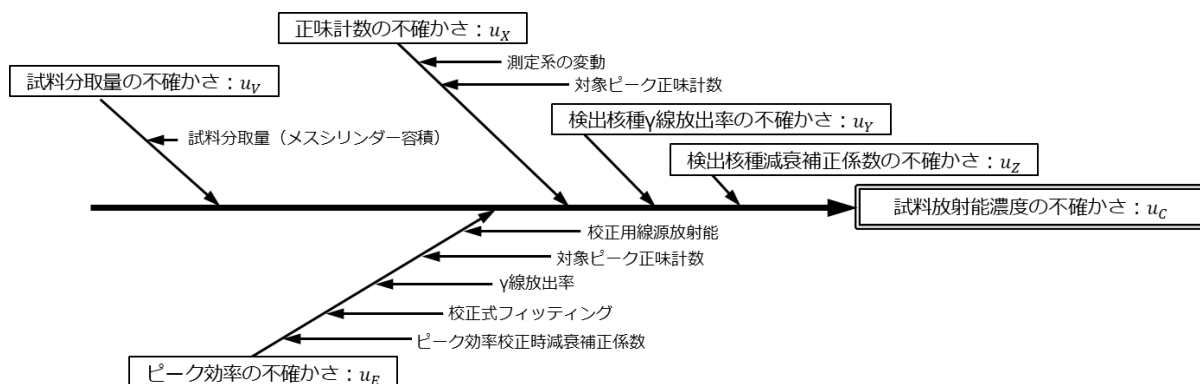 正味計数の不確かさ：u_X
測定系の変動
対象ピーク正味計数
試料分取量の不確かさ：u_V
試料分取量（メスシリンダー容積）
検出核種γ線放出率の不確かさ：u_Y
検出核種減衰補正係数の不確かさ：u_Z
試料放射能濃度の不確かさ：u_C
校正用線源放射能
対象ピーク正味計数
γ線放出率
校正式フィッティング
ピーク効率校正時減衰補正係数
ピーク効率の不確かさ：u_E